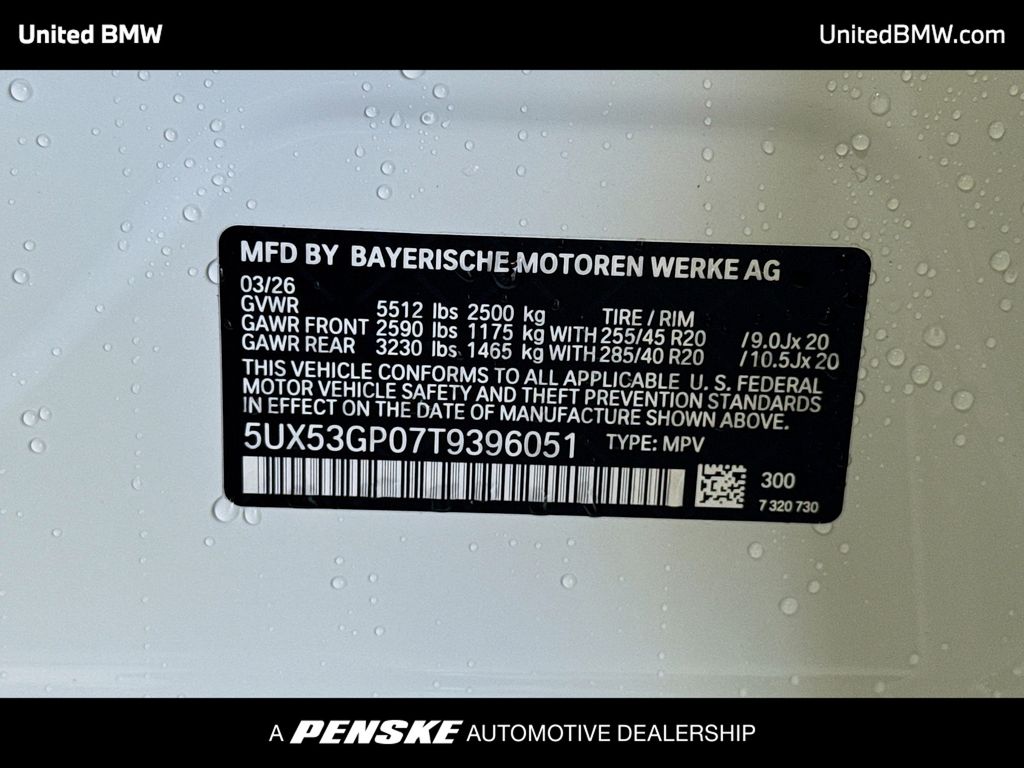 United BMW
UnitedBMW.com
MFD BY BAYERISCHE MOTOREN WERKE AG
03/26
GVWR 5512 lbs 2500 kg TIRE / RIM
GAWR FRONT 2590 lbs 1175 kg WITH 255/45 R20 /9.0Jx 20
GAWR REAR 3230 lbs 1465 kg WITH 285/40 R20 /10.5Jx 20
THIS VEHICLE CONFORMS TO ALL APPLICABLE U. S. FEDERAL
MOTOR VEHICLE SAFETY AND THEFT PREVENTION STANDARDS
IN EFFECT ON THE DATE OF MANUFACTURE SHOWN ABOVE.
5UX53GP07T9396051 TYPE: MPV
300
7 320 730
A PENSKE AUTOMOTIVE DEALERSHIP